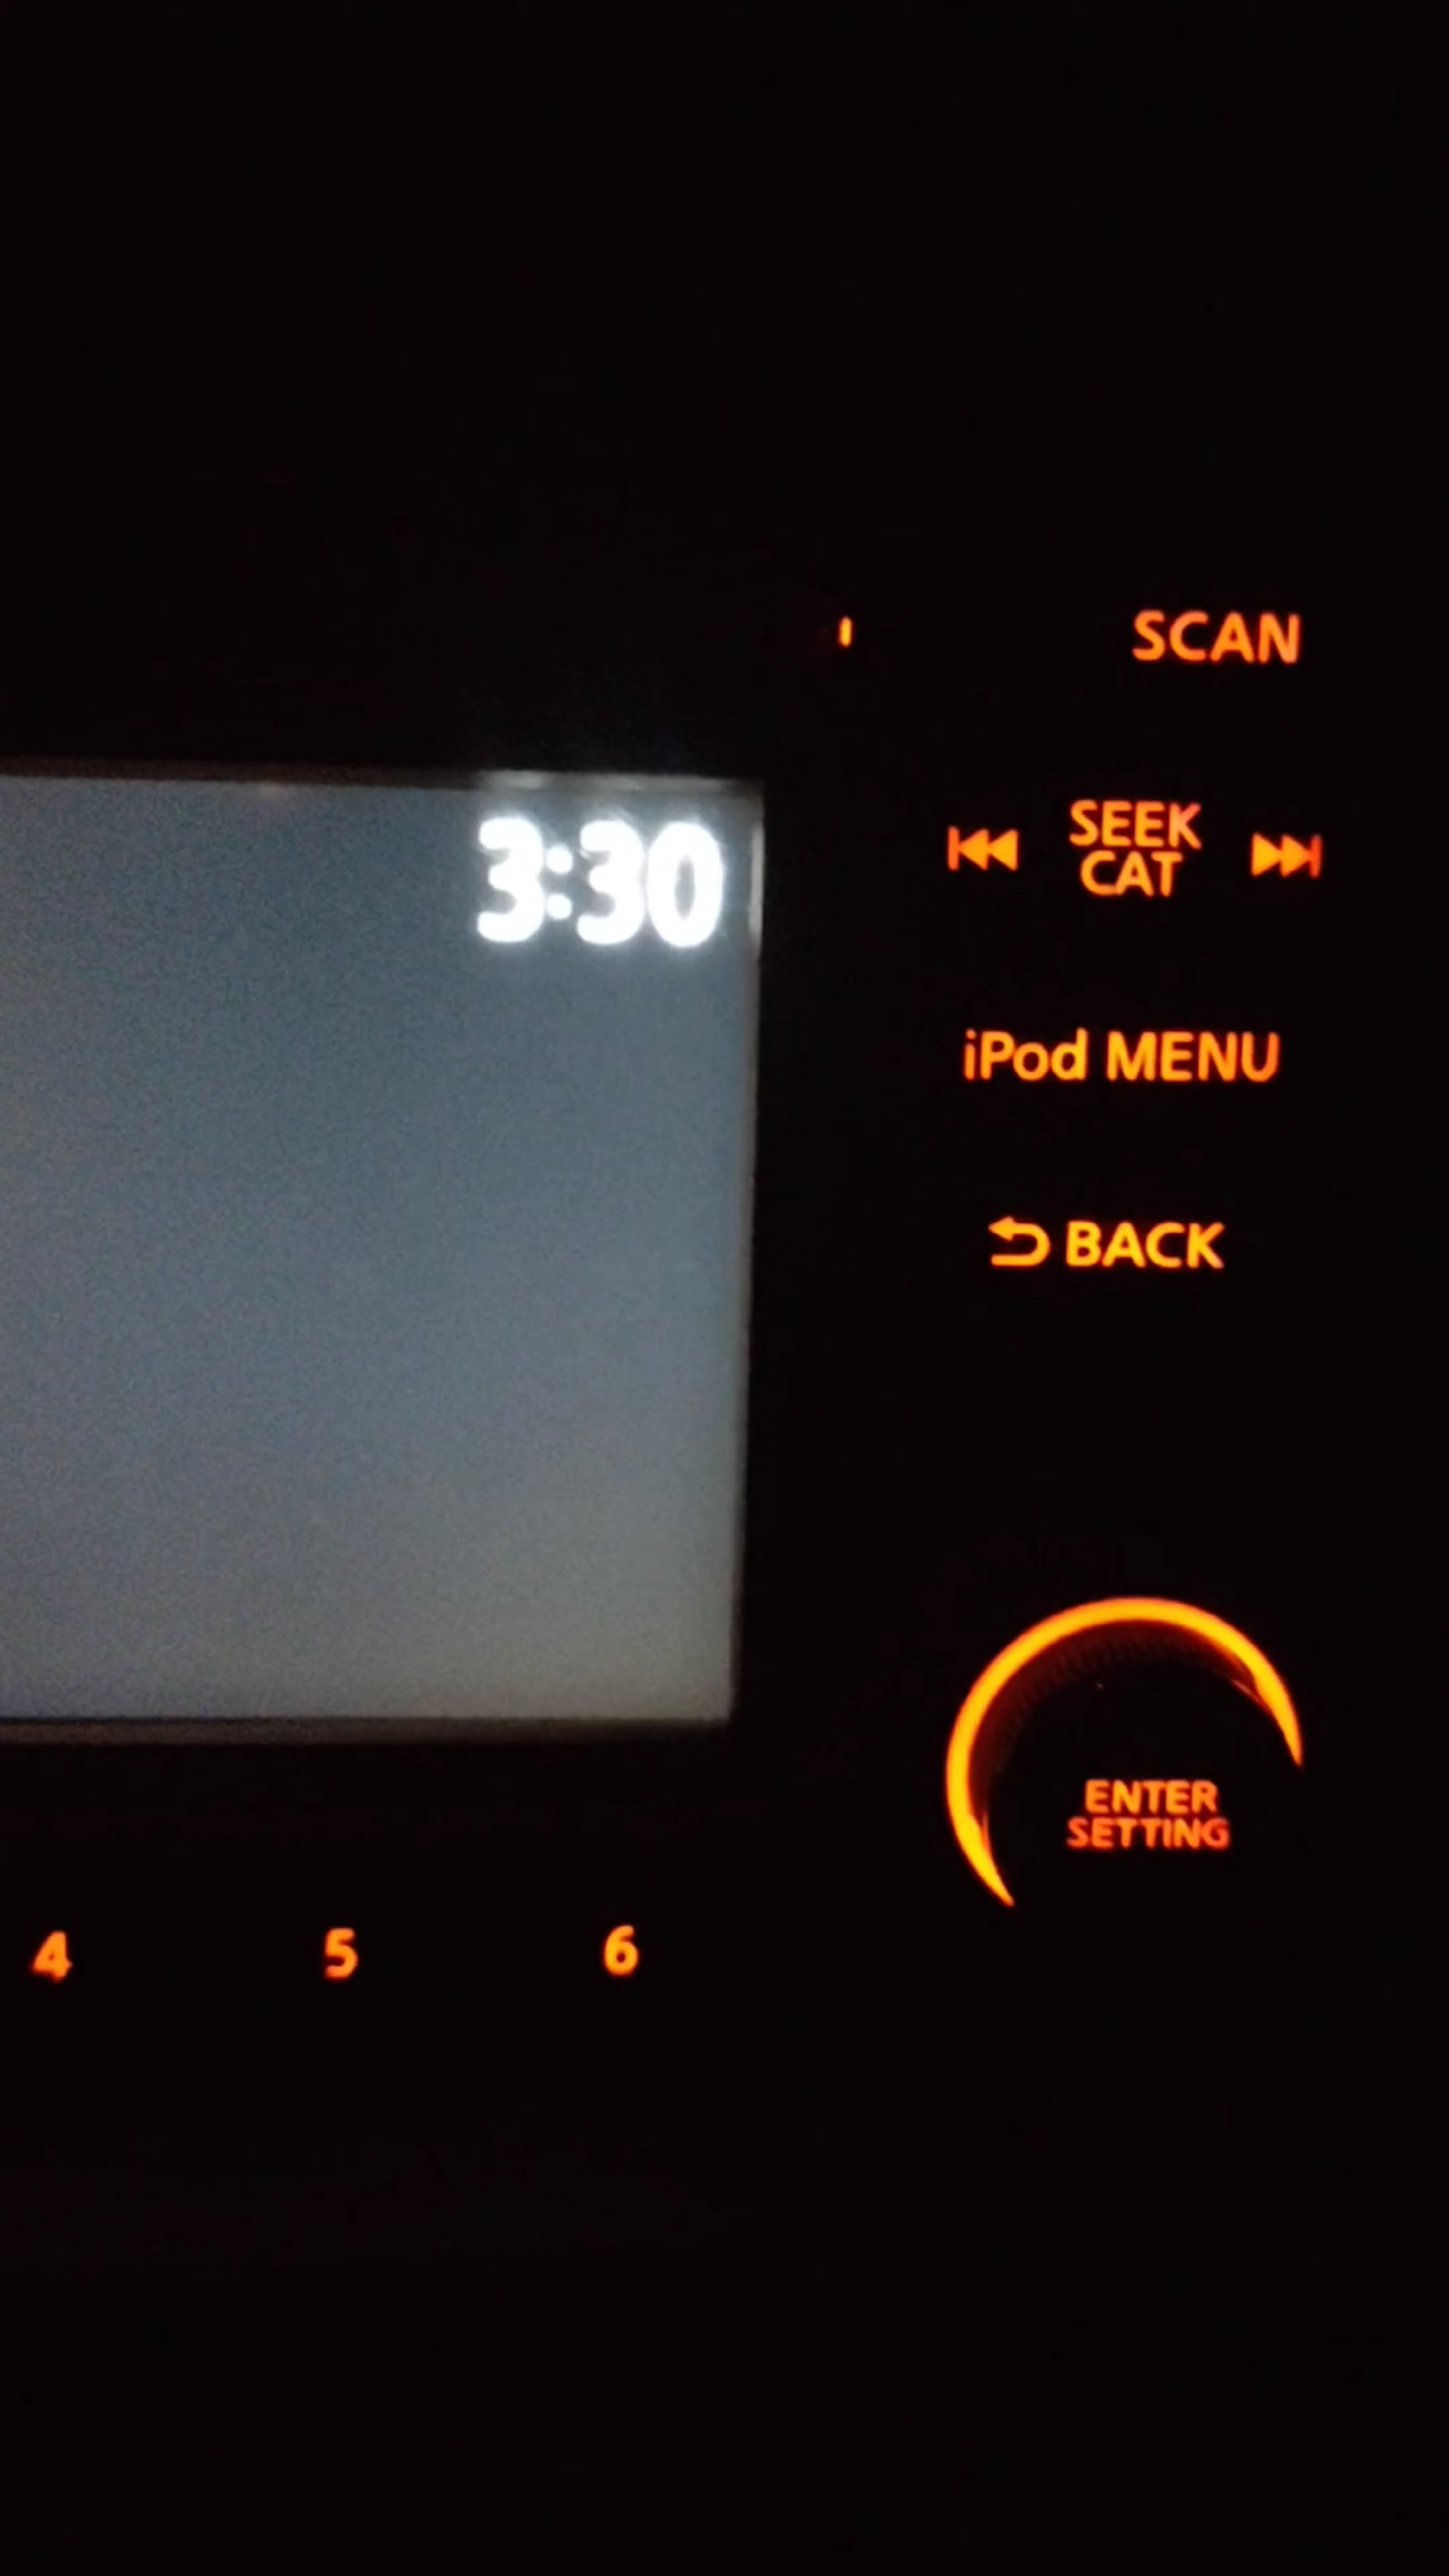 SCAN
3:30
SEEK
CAT
iPod MENU
BACK
ENTER
SETTING
4 5 6